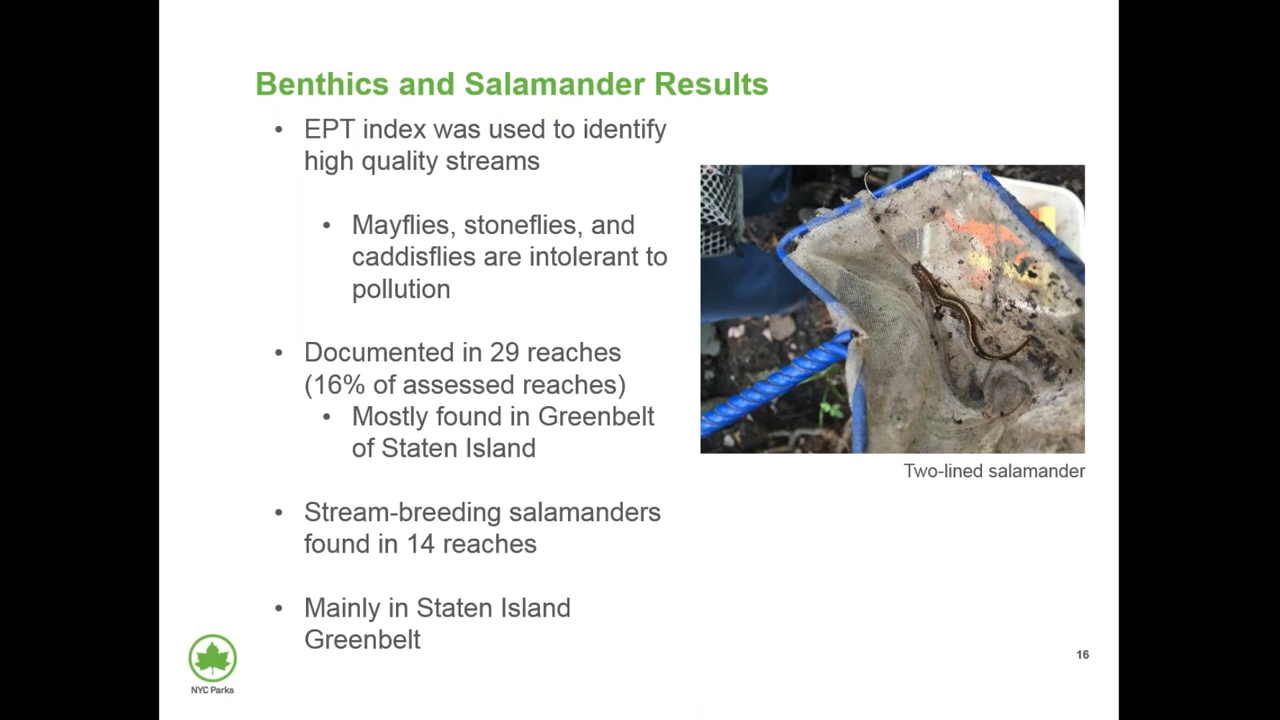 Benthics and Salamander Results
• EPT index was used to identify
high quality streams
• Mayflies, stoneflies, and
caddisflies are intolerant to
pollution
• Documented in 29 reaches
(16% of assessed reaches)
• Mostly found in Greenbelt
of Staten Island
• Stream-breeding salamanders
found in 14 reaches
• Mainly in Staten Island
Greenbelt
Two-lined salamander
NYC Parks
16